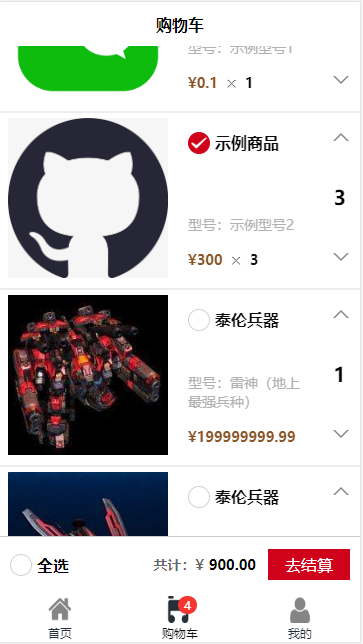 购物车
型号：示例型号1
¥0.1 × 1
示例商品
3
型号：示例型号2
¥300 × 3
泰伦兵器
1
型号：雷神（地上
最强兵种）
¥199999999.99
泰伦兵器
全选
共计：¥ 900.00
去结算
4
首页
购物车
我的